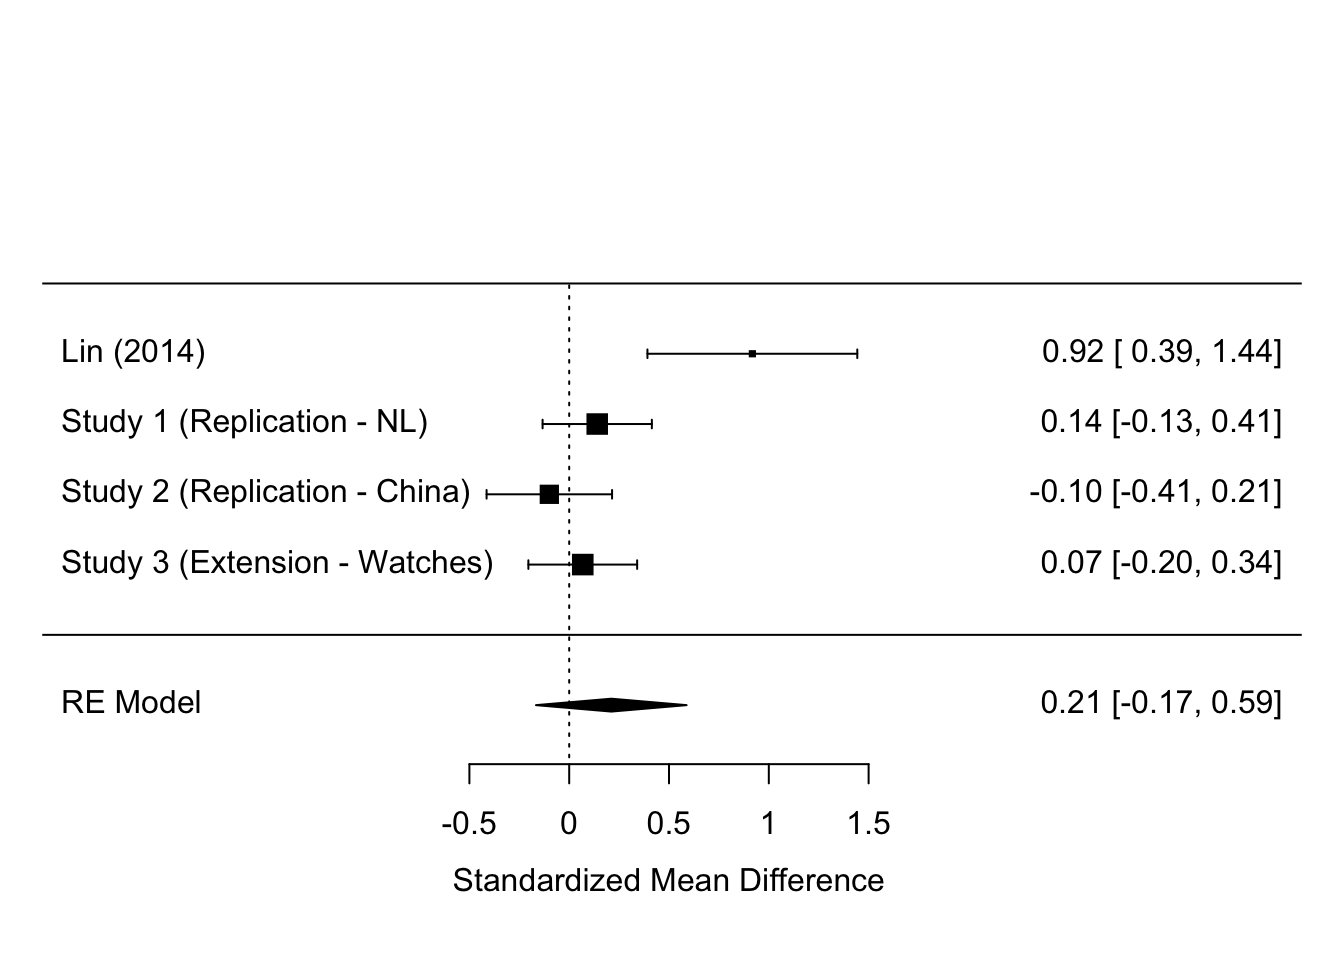 Lin (2014) 0.92 [ 0.39, 1.44]
Study 1 (Replication - NL) 0.14 [-0.13, 0.41]
Study 2 (Replication - China) -0.10 [-0.41, 0.21]
Study 3 (Extension - Watches) 0.07 [-0.20, 0.34]
RE Model 0.21 [-0.17, 0.59]
-0.5 0 0.5 1 1.5
Standardized Mean Difference